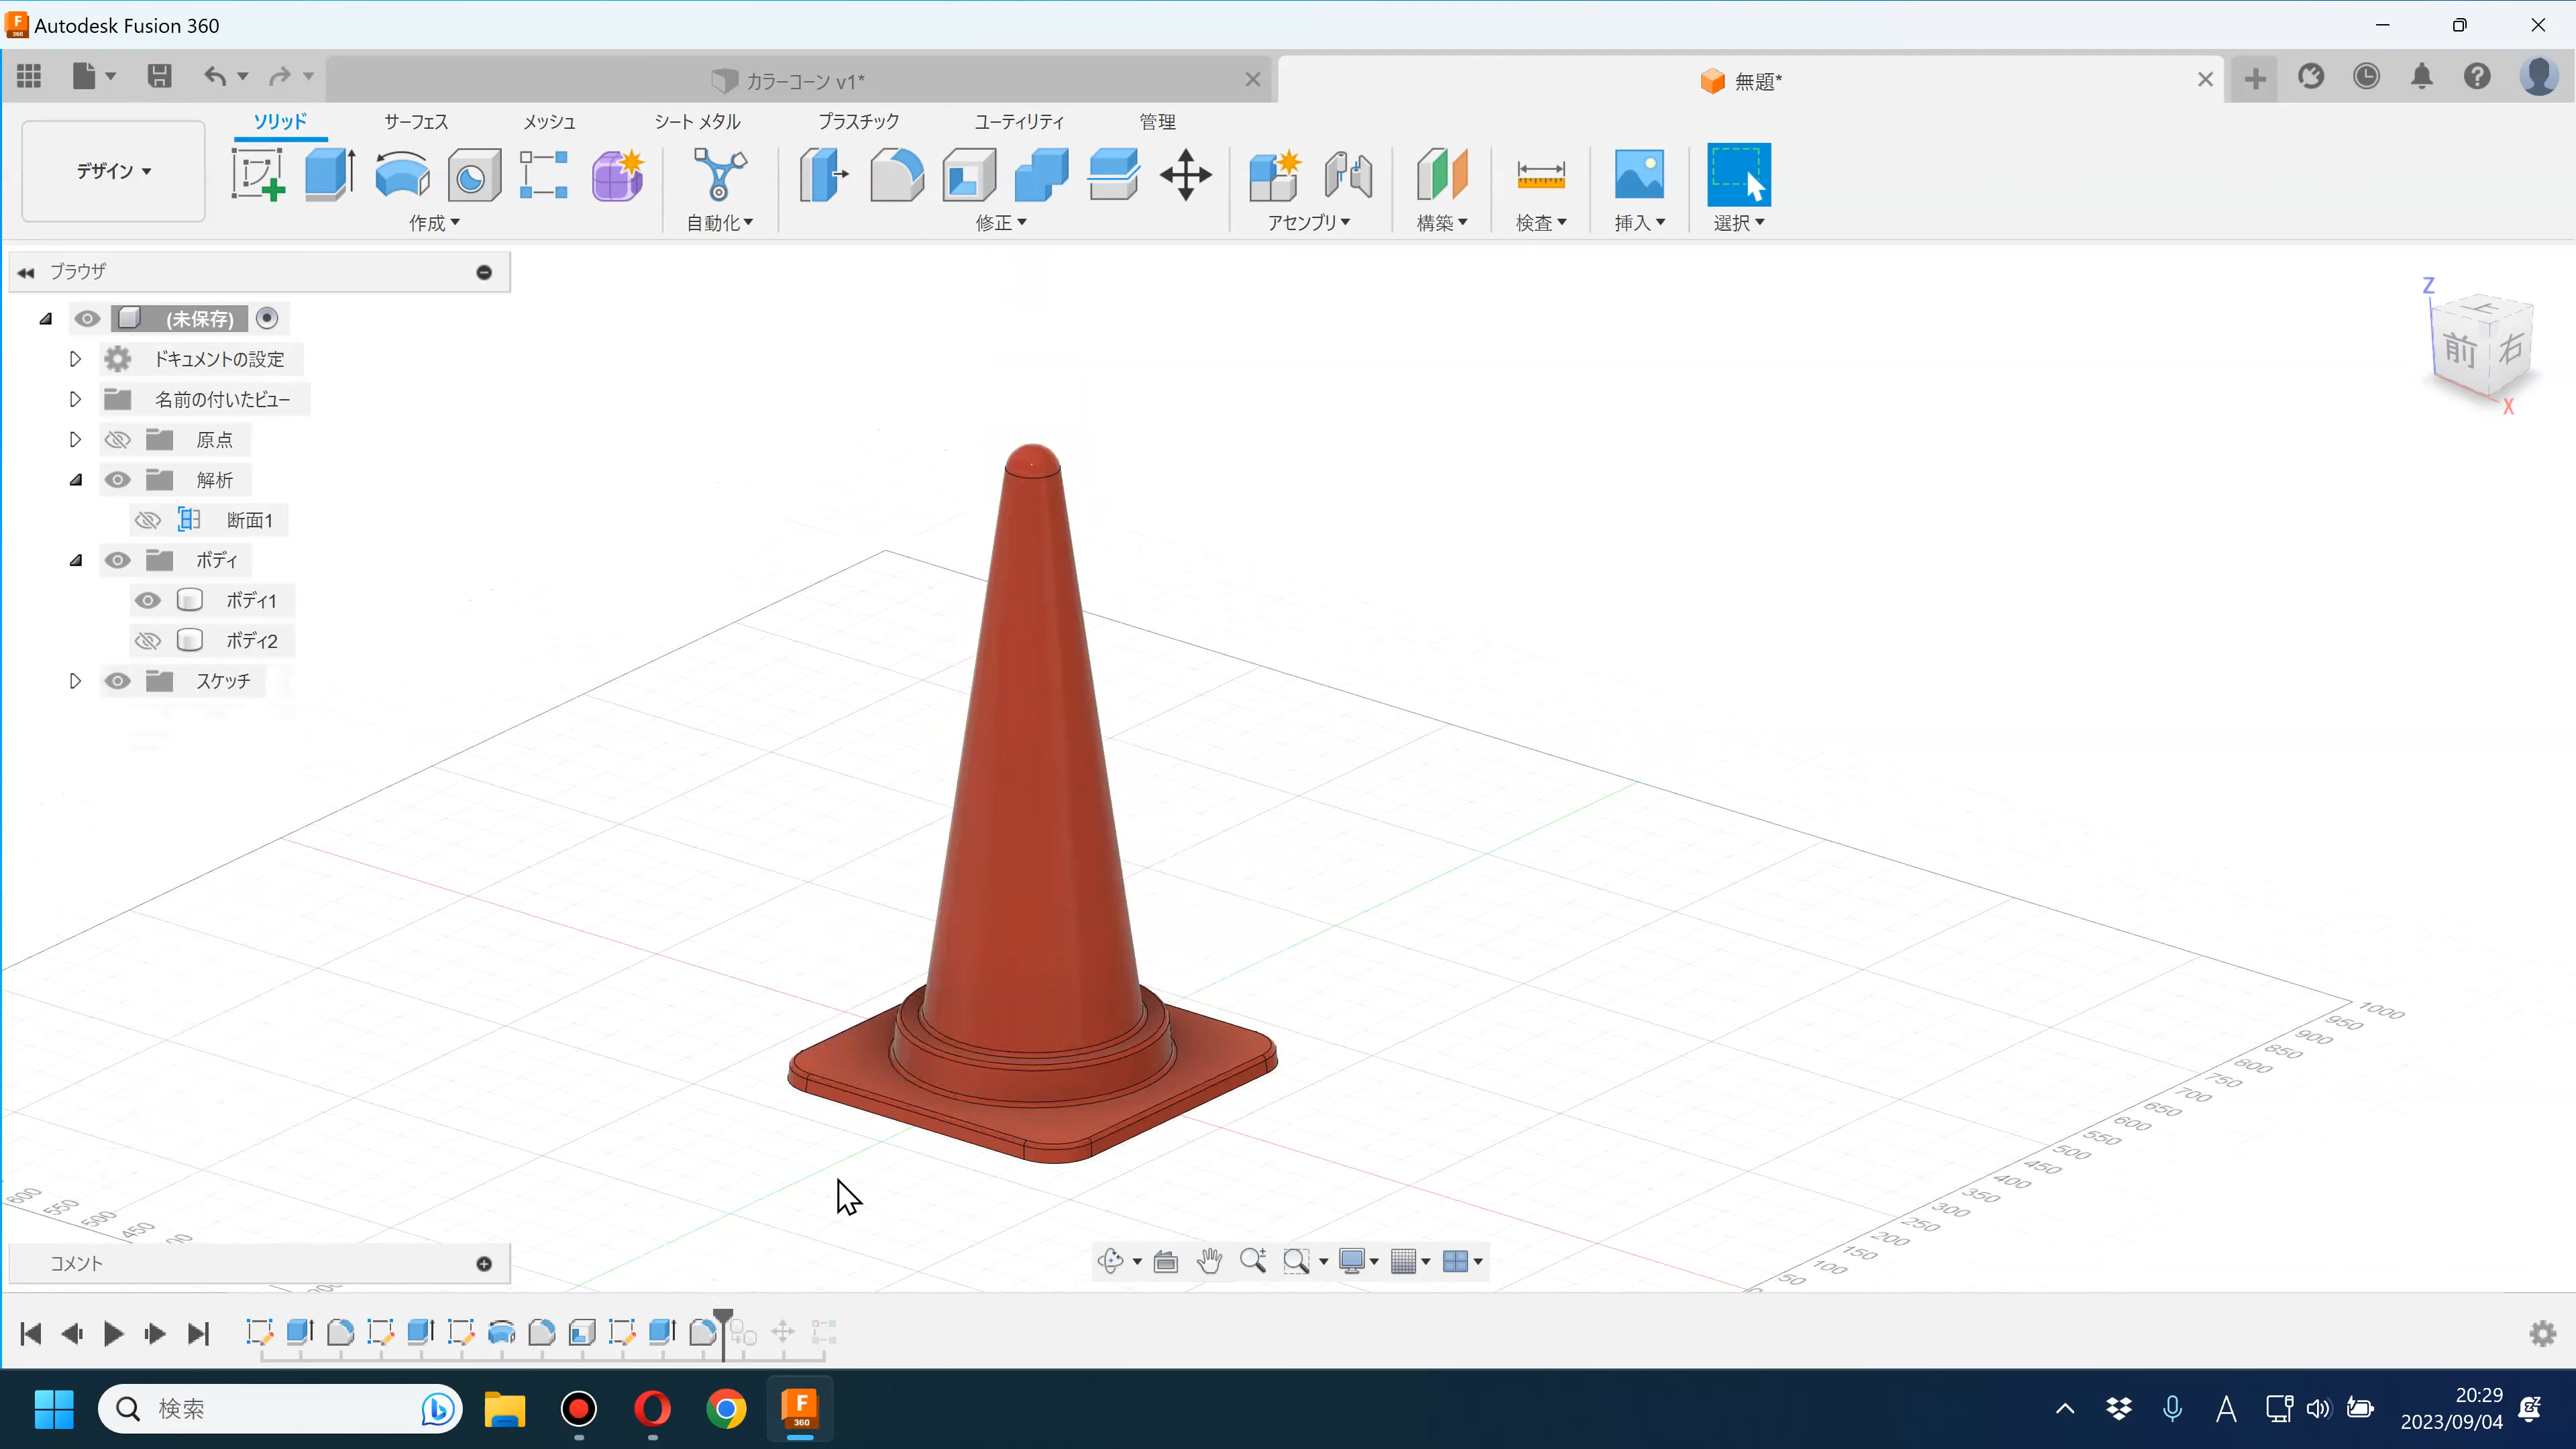 Autodesk Fusion 360
カラーコーン v1*
無題*
デザイン
ソリッド
サーフェス
メッシュ
シート メタル
プラスチック
ユーティリティ
管理
作成
自動化
修正
アセンブリ
構築
検査
挿入
選択
ブラウザ
(未保存)
ドキュメントの設定
名前の付いたビュー
原点
解析
断面1
ボディ
ボディ1
ボディ2
スケッチ
Z
上
前
右
X
1000
950
900
850
800
750
700
650
600
550
500
450
400
350
300
250
200
150
100
50
600
550
500
450
コメント
検索
F
360
A
20:29
2023/09/04